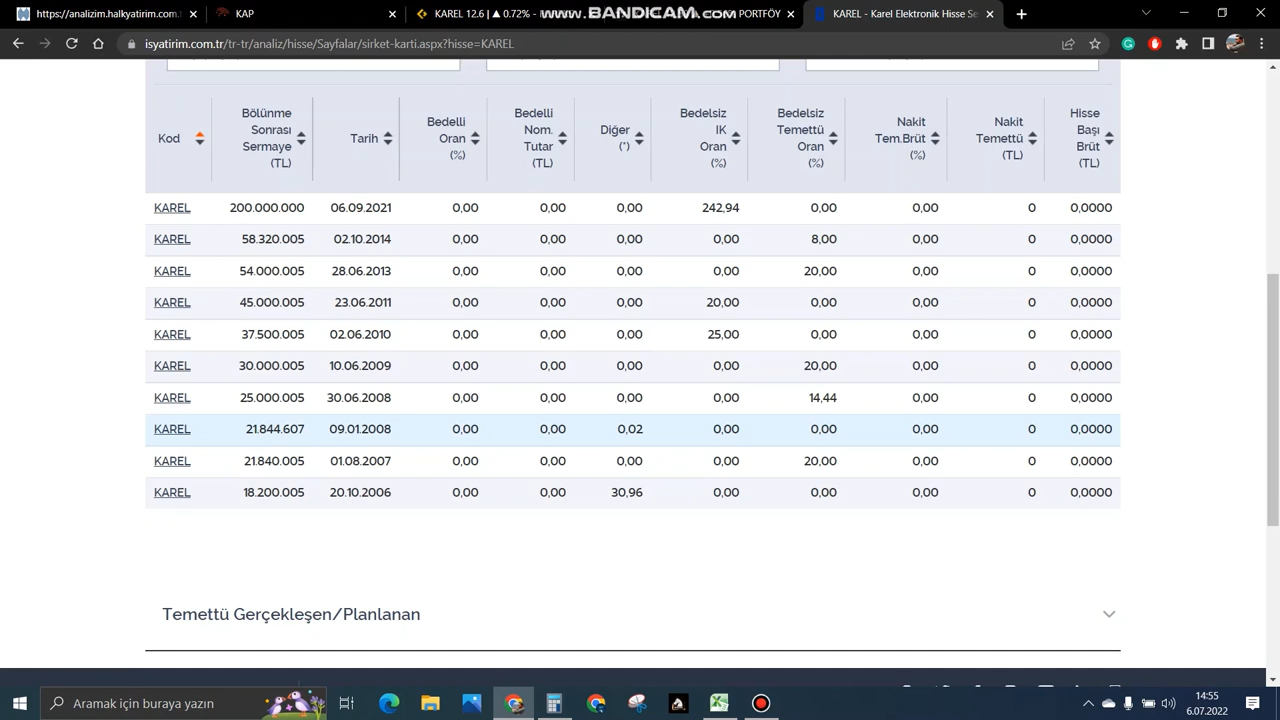 https://analizim.halkyatirim.com.t
KAP
KAREL 12.6 | ▲ 0.72% -
PORTFÖY
KAREL - Karel Elektronik Hisse Se
www.BANDICAM.com
isyatirim.com.tr/tr-tr/analiz/hisse/Sayfalar/sirket-karti.aspx?hisse=KAREL
Kod
Bölünme
Sonrası
Sermaye
(TL)
Tarih
Bedelli
Oran
(%)
Bedelli
Nom.
Tutar
(TL)
Diğer
(*)
Bedelsiz
IK
Oran
(%)
Bedelsiz
Temettü
Oran
(%)
Nakit
Tem.Brüt
(%)
Nakit
Temettü
(TL)
Hisse
Başı
Brüt
(TL)
KAREL 200.000.000 06.09.2021 0,00 0,00 0,00 242,94 0,00 0,00 0 0,0000
KAREL 58.320.005 02.10.2014 0,00 0,00 0,00 0,00 8,00 0,00 0 0,0000
KAREL 54.000.005 28.06.2013 0,00 0,00 0,00 0,00 20,00 0,00 0 0,0000
KAREL 45.000.005 23.06.2011 0,00 0,00 0,00 20,00 0,00 0,00 0 0,0000
KAREL 37.500.005 02.06.2010 0,00 0,00 0,00 25,00 0,00 0,00 0 0,0000
KAREL 30.000.005 10.06.2009 0,00 0,00 0,00 0,00 20,00 0,00 0 0,0000
KAREL 25.000.005 30.06.2008 0,00 0,00 0,00 0,00 14,44 0,00 0 0,0000
KAREL 21.844.607 09.01.2008 0,00 0,00 0,02 0,00 0,00 0,00 0 0,0000
KAREL 21.840.005 01.08.2007 0,00 0,00 0,00 0,00 20,00 0,00 0 0,0000
KAREL 18.200.005 20.10.2006 0,00 0,00 30,96 0,00 0,00 0,00 0 0,0000
Temettü Gerçekleşen/Planlanan
Aramak için buraya yazın
14:55
6.07.2022